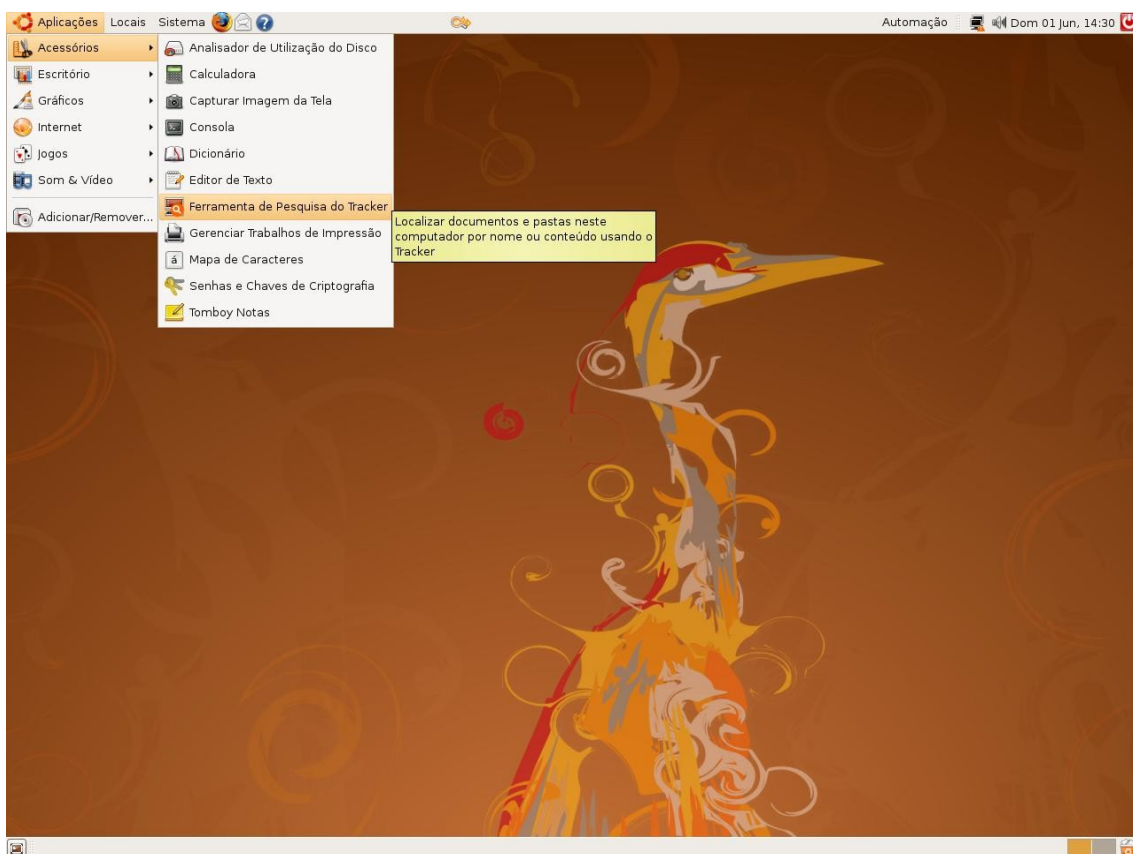 Aplicações Locais Sistema Automação Dom 01 Jun, 14:30
Acessórios
Escritório
Gráficos
Internet
Jogos
Som & Vídeo
Adicionar/Remover...
Analisador de Utilização do Disco
Calculadora
Capturar Imagem da Tela
Consola
Dicionário
Editor de Texto
Ferramenta de Pesquisa do Tracker
Gerenciar Trabalhos de Impressão
á Mapa de Caracteres
Senhas e Chaves de Criptografia
Tomboy Notas
Localizar documentos e pastas neste
computador por nome ou conteúdo usando o
Tracker